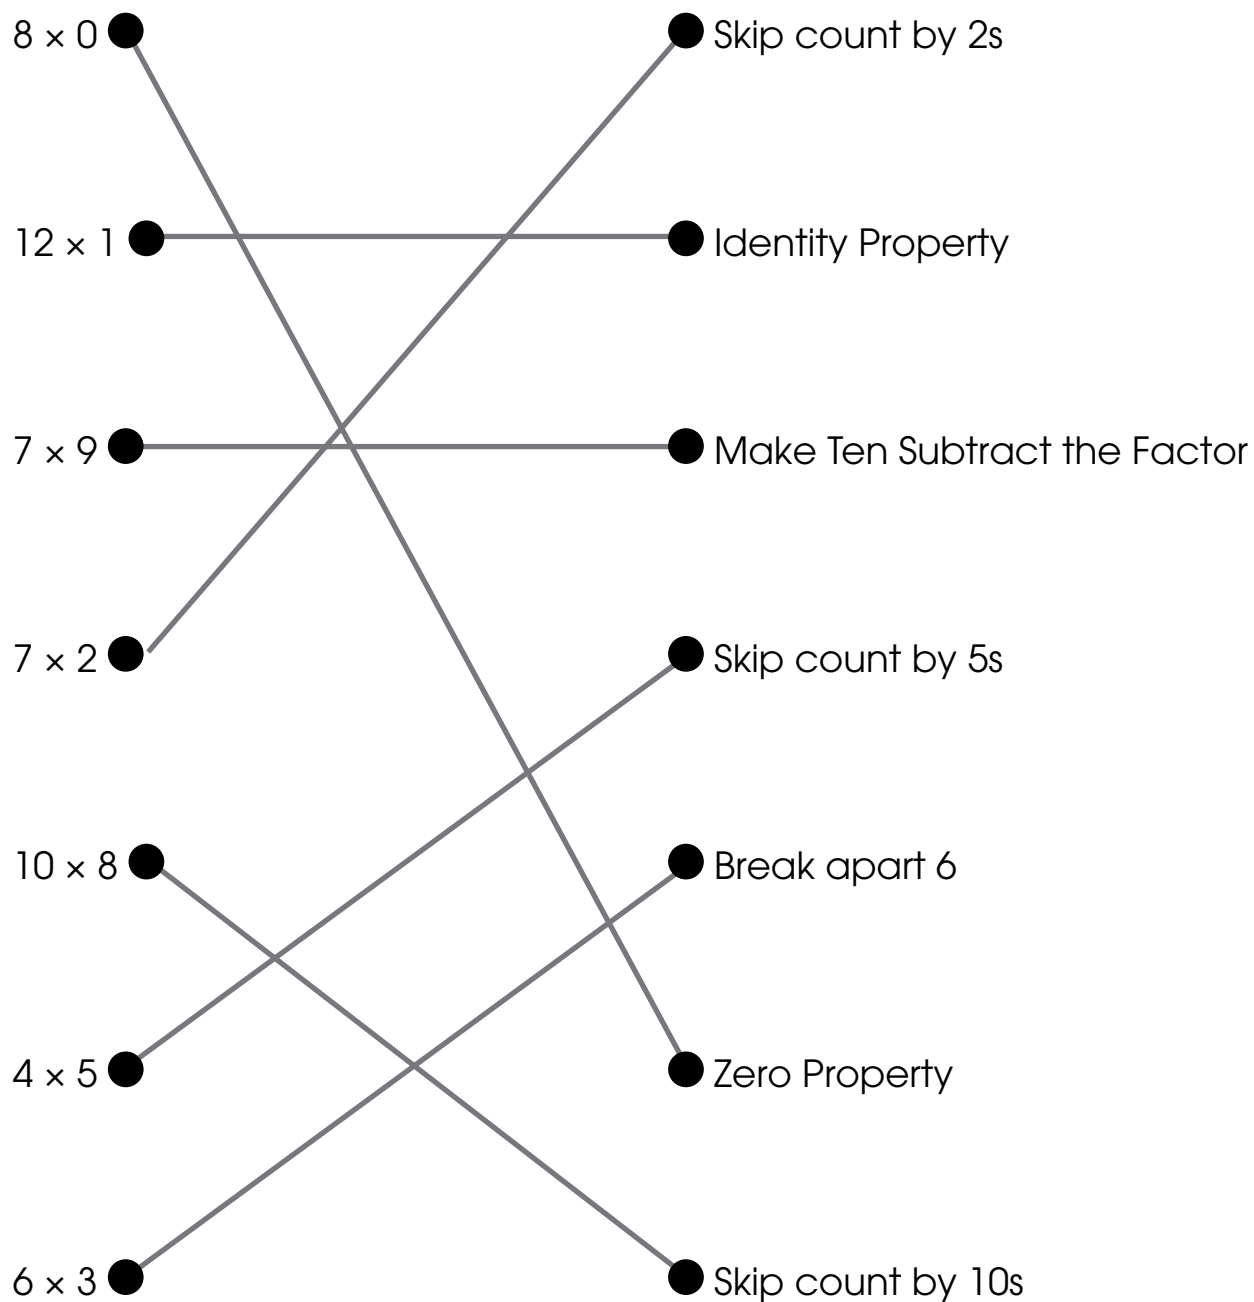 8 × 0 Skip count by 2s
12 × 1 Identity Property
7 × 9 Make Ten Subtract the Factor
7 × 2 Skip count by 5s
10 × 8 Break apart 6
4 × 5 Zero Property
6 × 3 Skip count by 10s